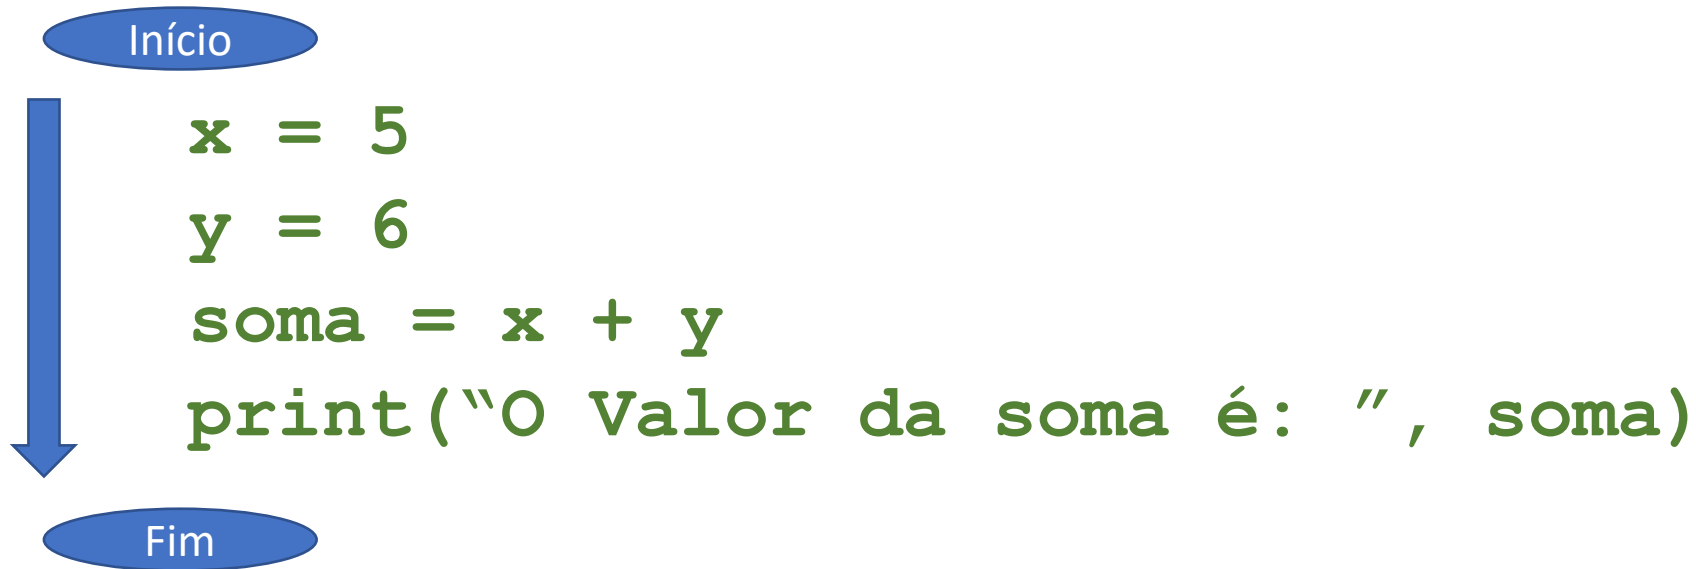 Início
x = 5
y = 6
soma = x + y
print(“O Valor da soma é: ”, soma)
Fim